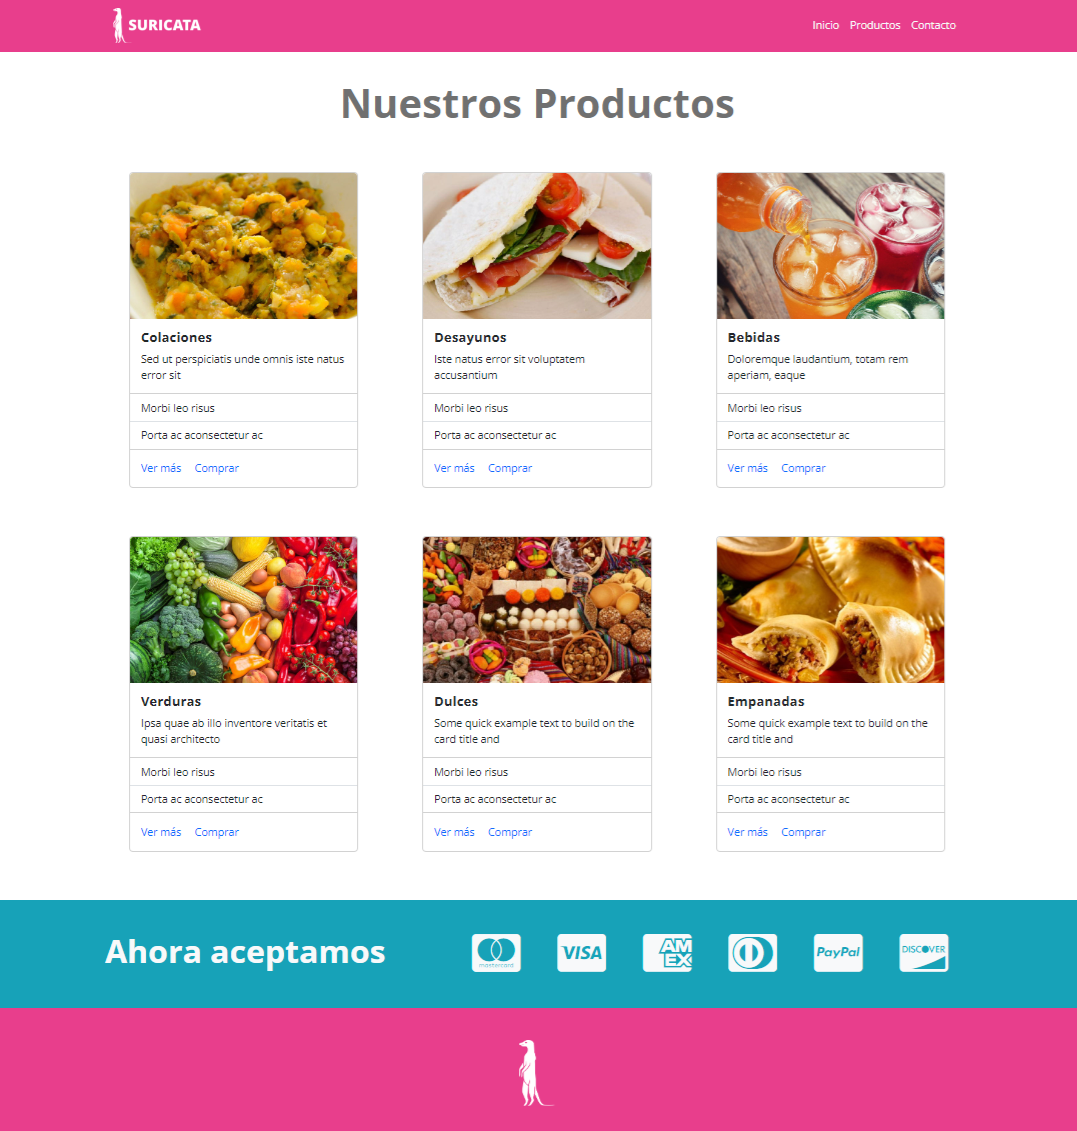 SURICATA
Inicio Productos Contacto
Nuestros Productos
Colaciones
Sed ut perspiciatis unde omnis iste natus
error sit
Morbi leo risus
Porta ac aconsectetur ac
Ver más Comprar
Desayunos
Iste natus error sit voluptatem
accusantium
Morbi leo risus
Porta ac aconsectetur ac
Ver más Comprar
Bebidas
Doloremque laudantium, totam rem
aperiam, eaque
Morbi leo risus
Porta ac aconsectetur ac
Ver más Comprar
Verduras
Ipsa quae ab illo inventore veritatis et
quasi architecto
Morbi leo risus
Porta ac aconsectetur ac
Ver más Comprar
Dulces
Some quick example text to build on the
card title and
Morbi leo risus
Porta ac aconsectetur ac
Ver más Comprar
Empanadas
Some quick example text to build on the
card title and
Morbi leo risus
Porta ac aconsectetur ac
Ver más Comprar
Ahora aceptamos
mastercard
VISA
AM
EX
PayPal
DISCOVER